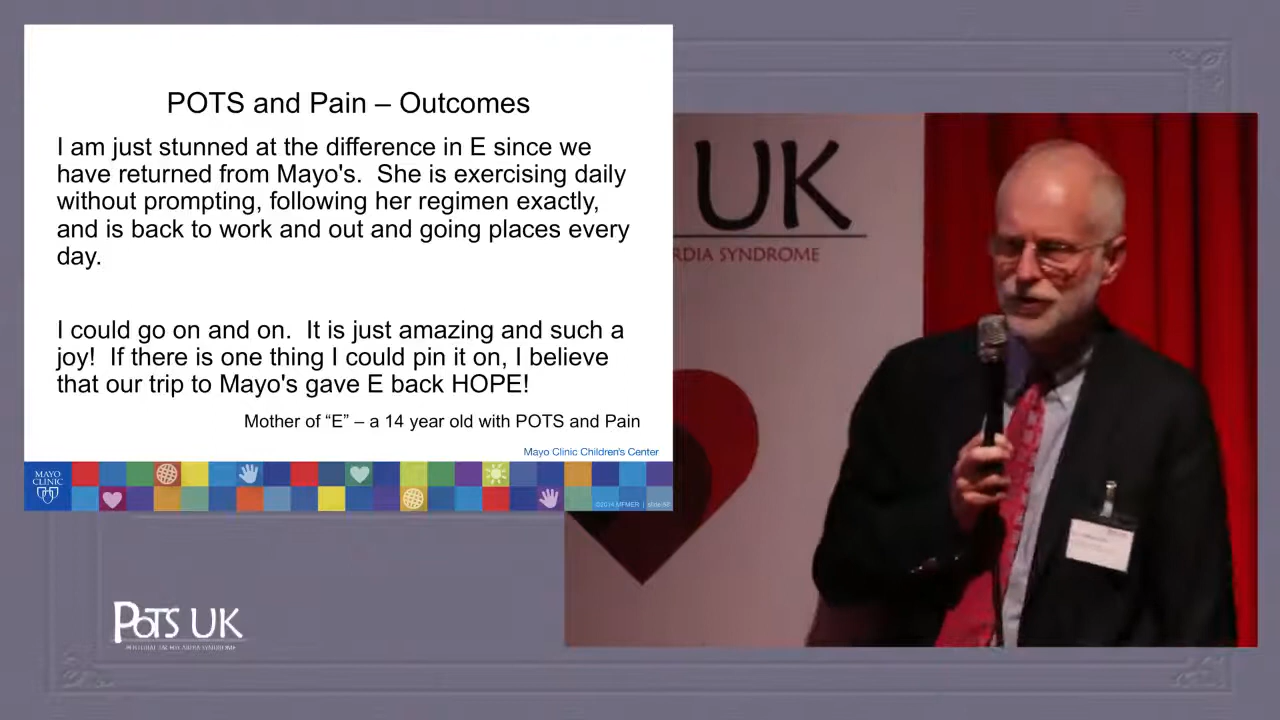 POTS and Pain – Outcomes
I am just stunned at the difference in E since we
have returned from Mayo's.  She is exercising daily
without prompting, following her regimen exactly,
and is back to work and out and going places every
day.
I could go on and on.  It is just amazing and such a
joy!  If there is one thing I could pin it on, I believe
that our trip to Mayo's gave E back HOPE!
Mother of “E” – a 14 year old with POTS and Pain
Mayo Clinic Children's Center
MAYO
CLINIC
©2014 MFMER | slide
UK
RDIA SYNDROME
POTS UK